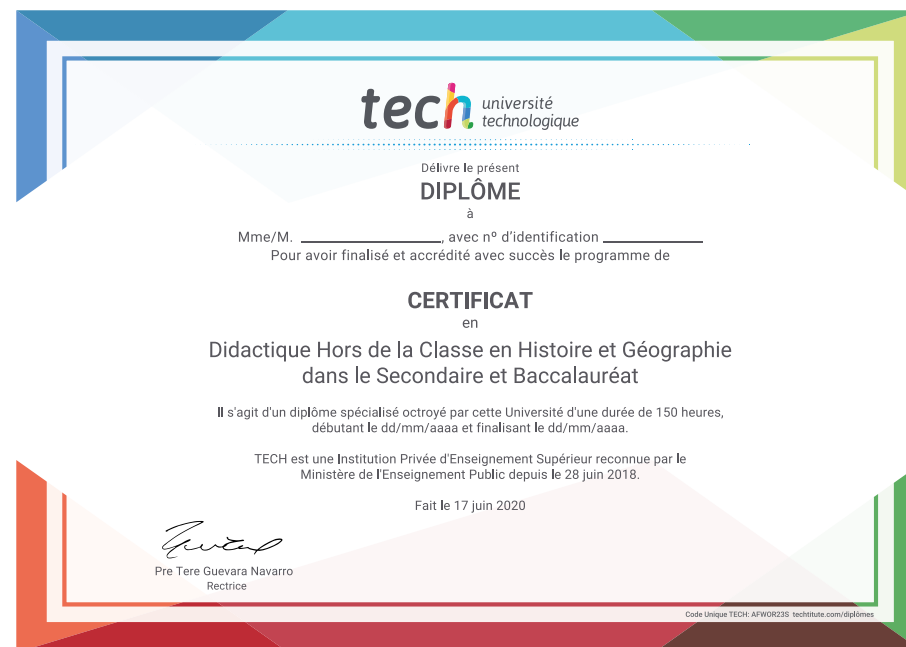 tech université
technologique
Délivre le présent
DIPLÔME
à
Mme/M. ____________________, avec nº d'identification ______________
Pour avoir finalisé et accrédité avec succès le programme de
CERTIFICAT
en
Didactique Hors de la Classe en Histoire et Géographie
dans le Secondaire et Baccalauréat
Il s'agit d'un diplôme spécialisé octroyé par cette Université d'une durée de 150 heures,
débutant le dd/mm/aaaa et finalisant le dd/mm/aaaa.
TECH est une Institution Privée d'Enseignement Supérieur reconnue par le
Ministère de l'Enseignement Public depuis le 28 juin 2018.
Fait le 17 juin 2020
Pre Tere Guevara Navarro
Rectrice
Code Unique TECH: AFWOR23S techtitute.com/diplômes